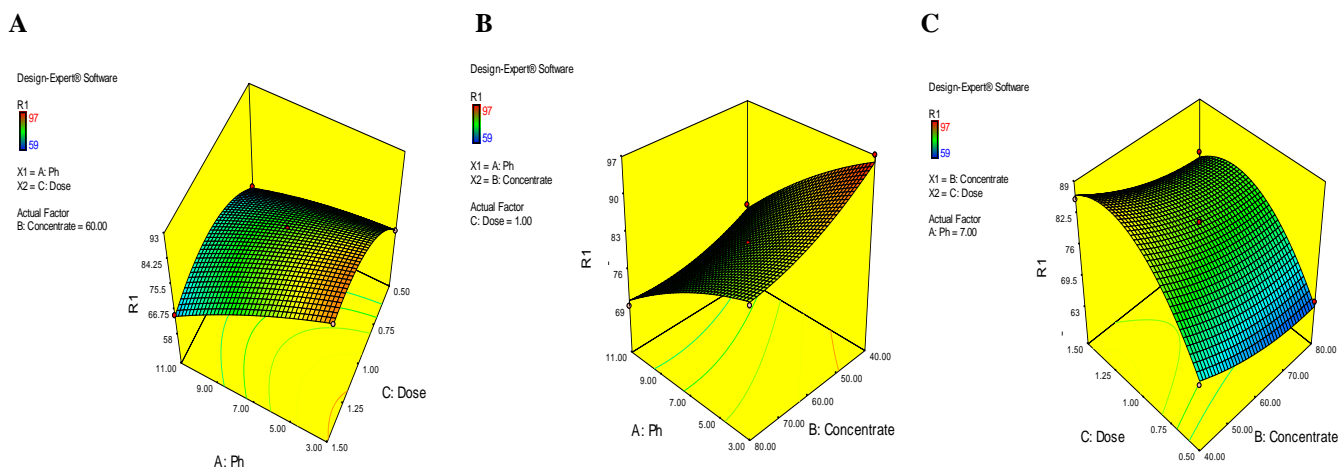 A
Design-Expert® Software
R1
97
59
X1 = A: Ph
X2 = C: Dose
Actual Factor
B: Concentrate = 60.00
93
84.25
75.5
66.75
58
R1
11.00
9.00
7.00
5.00
3.00
A: Ph
1.50
1.25
1.00
0.75
0.50
C: Dose
B
Design-Expert® Software
R1
97
59
X1 = A: Ph
X2 = B: Concentrate
Actual Factor
C: Dose = 1.00
97
90
83
76
69
R1
11.00
9.00
7.00
5.00
3.00
A: Ph
80.00
70.00
60.00
50.00
40.00
B: Concentrate
C
Design-Expert® Software
R1
97
59
X1 = B: Concentrate
X2 = C: Dose
Actual Factor
A: Ph = 7.00
89
82.5
76
69.5
63
R1
1.50
1.25
1.00
0.75
0.50
C: Dose
40.00
50.00
60.00
70.00
80.00
B: Concentrate